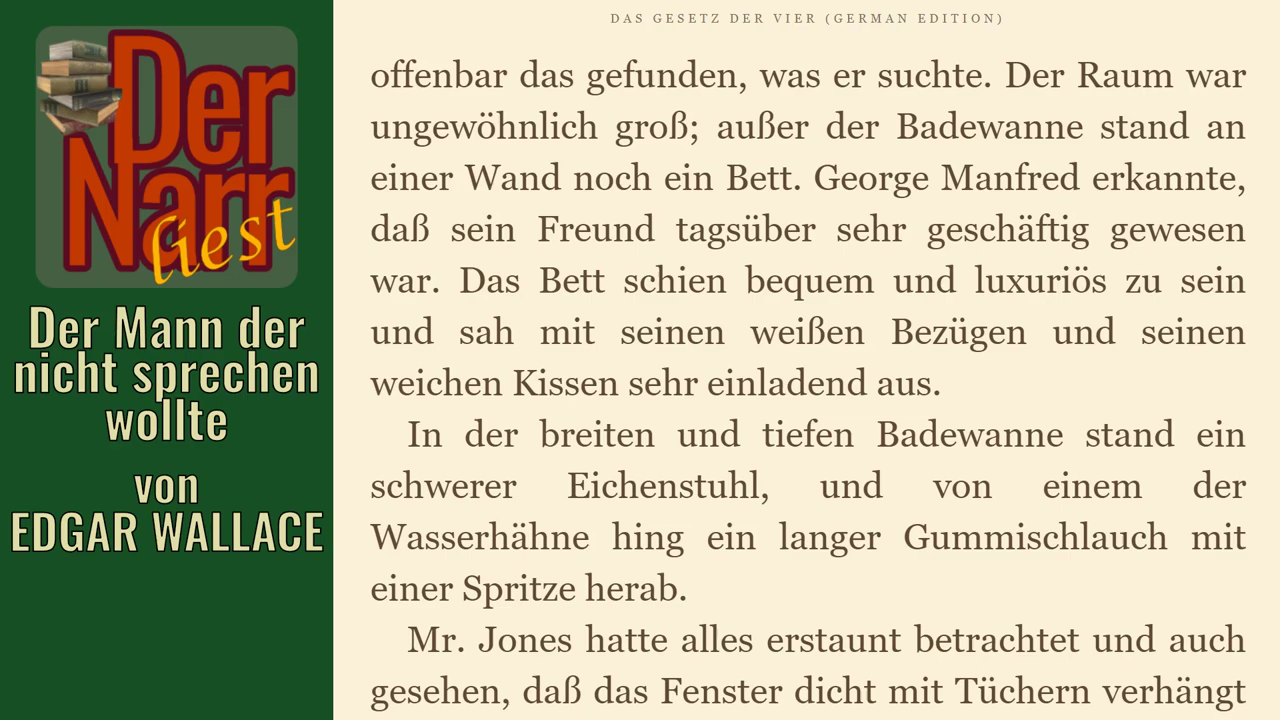 Der
Narr
liest
Der Mann der
nicht sprechen
wollte
von
EDGAR WALLACE
DAS GESETZ DER VIER (GERMAN EDITION)
offenbar das gefunden, was er suchte. Der Raum war
ungewöhnlich groß; außer der Badewanne stand an
einer Wand noch ein Bett. George Manfred erkannte,
daß sein Freund tagsüber sehr geschäftig gewesen
war. Das Bett schien bequem und luxuriös zu sein
und sah mit seinen weißen Bezügen und seinen
weichen Kissen sehr einladend aus.
In der breiten und tiefen Badewanne stand ein
schwerer Eichenstuhl, und von einem der
Wasserhähne hing ein langer Gummischlauch mit
einer Spritze herab.
Mr. Jones hatte alles erstaunt betrachtet und auch
gesehen, daß das Fenster dicht mit Tüchern verhängt